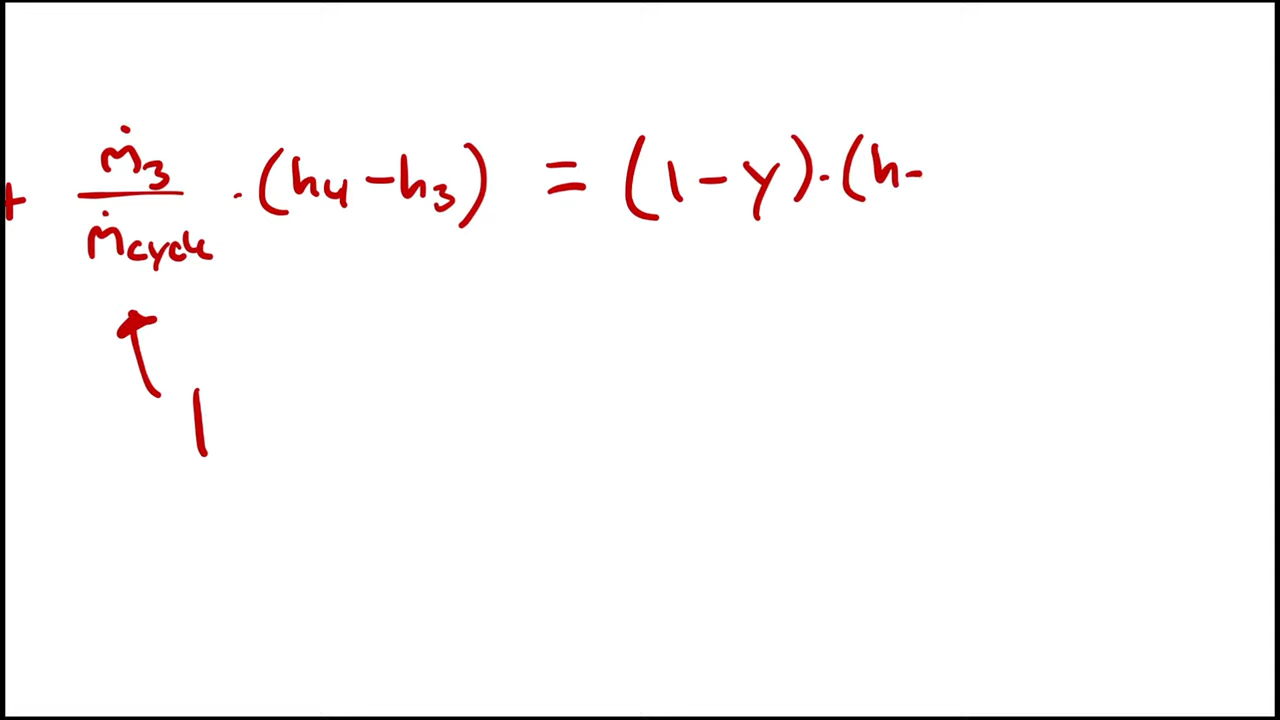 + ṁ₃/ṁcycle · (h₄ - h₃) = (1 - y) · (h-
1